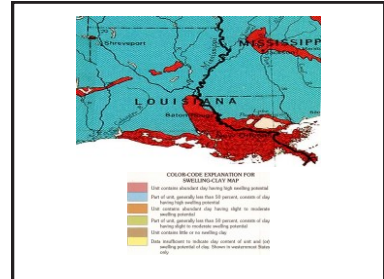 Shreveport
MISSISSIPP
LOUISIANA
COLOR-CODE EXPLANATION FOR
SWELLING-CLAY MAP
Unit contains abundant clay having high swelling potential
Part of unit generally less than 50 percent, consists of clay
having high swelling potential
Unit contains abundant clay having slight to moderate
swelling potential
Part of unit generally less than 50 percent, consists of clay
having slight to moderate swelling potential
Unit contains little or no swelling clay
Data insufficient to indicate clay content of unit and (or)
swelling potential of clay. Shown in westernmost States
only